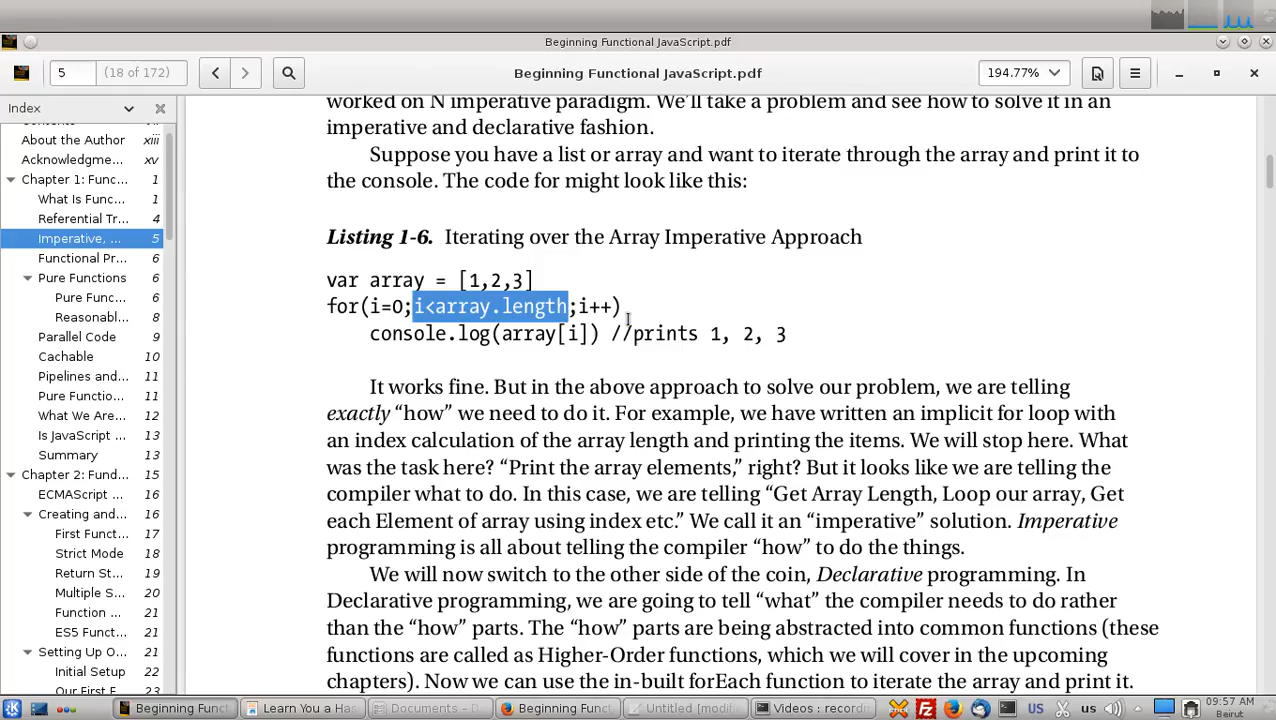 Beginning Functional JavaScript.pdf
5 (18 of 172) Beginning Functional JavaScript.pdf 194.77%
Index
About the Author xiii
Acknowledgme... xv
Chapter 1: Func... 1
What Is Func... 1
Referential Tr... 4
Imperative, ... 5
Functional Pr... 6
Pure Functions 6
Pure Func... 6
Reasonabl... 8
Parallel Code 9
Cachable 9
Pipelines and... 11
Pure Functio... 11
What We Are... 12
Is JavaScript ... 13
Summary 13
Chapter 2: Fund... 15
ECMAScript ... 16
Creating and... 16
First Funct... 17
Strict Mode 18
Return St... 19
Multiple S... 20
Function ... 21
ES5 Funct... 21
Setting Up O... 21
Initial Setup 22
Our First F... 23
worked on N imperative paradigm. We’ll take a problem and see how to solve it in an
imperative and declarative fashion.
Suppose you have a list or array and want to iterate through the array and print it to
the console. The code for might look like this:
Listing 1-6. Iterating over the Array Imperative Approach
var array = [1,2,3]
for(i=0;i<array.length;i++)
console.log(array[i]) //prints 1, 2, 3
It works fine. But in the above approach to solve our problem, we are telling
exactly “how” we need to do it. For example, we have written an implicit for loop with
an index calculation of the array length and printing the items. We will stop here. What
was the task here? “Print the array elements,” right? But it looks like we are telling the
compiler what to do. In this case, we are telling “Get Array Length, Loop our array, Get
each Element of array using index etc.” We call it an “imperative” solution. Imperative
programming is all about telling the compiler “how” to do the things.
We will now switch to the other side of the coin, Declarative programming. In
Declarative programming, we are going to tell “what” the compiler needs to do rather
than the “how” parts. The “how” parts are being abstracted into common functions (these
functions are called as Higher-Order functions, which we will cover in the upcoming
chapters). Now we can use the in-built forEach function to iterate the array and print it.
Beginning Funct Learn You a Has Documents – D Beginning Funct Untitled [modifi Videos : recordin us 09:57 AM
Beirut